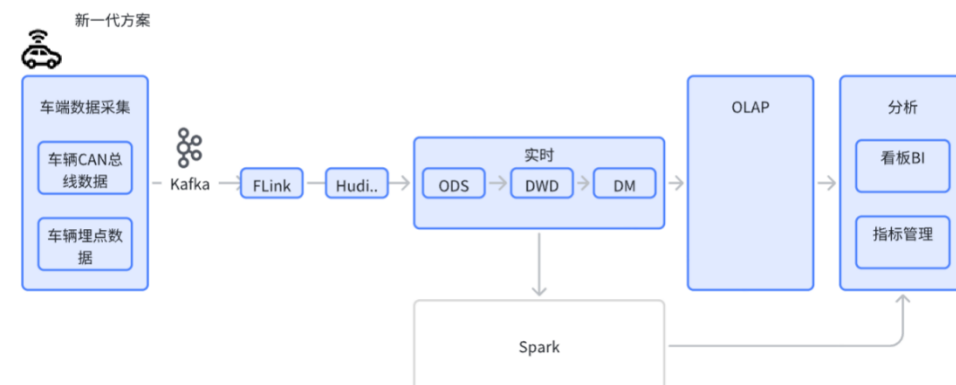 新一代方案
车端数据采集
车辆CAN总
线数据
车辆埋点数
据
Kafka
FLink
Hudi..
实时
ODS
DWD
DM
OLAP
分析
看板BI
指标管理
Spark